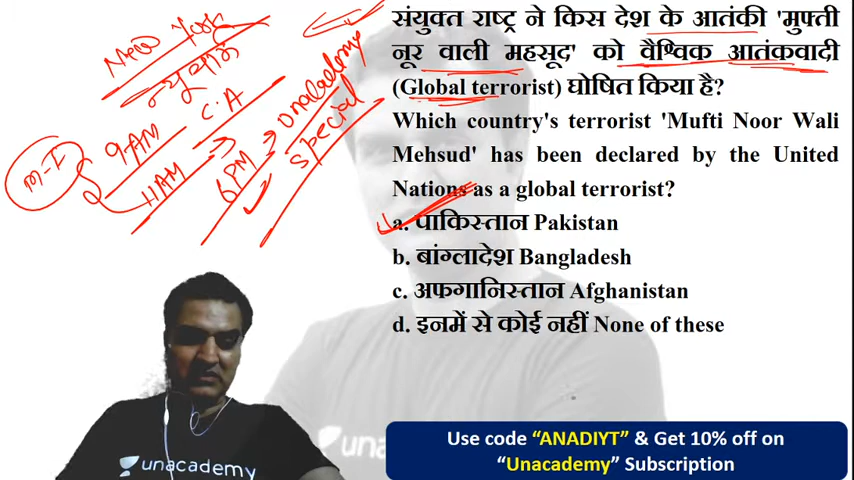 New York
न्यूयार्क
M-I
9AM
C.A
11AM
6PM
unacademy
special
संयुक्त राष्ट्र ने किस देश के आतंकी 'मुफ्ती
नूर वाली महसूद' को वैश्विक आतंकवादी
(Global terrorist) घोषित किया है?
Which country's terrorist 'Mufti Noor Wali
Mehsud' has been declared by the United
Nations as a global terrorist?
a. पाकिस्तान Pakistan
b. बांग्लादेश Bangladesh
c. अफगानिस्तान Afghanistan
d. इनमें से कोई नहीं None of these
unacademy
una
Use code “ANADIYT” & Get 10% off on
“Unacademy” Subscription